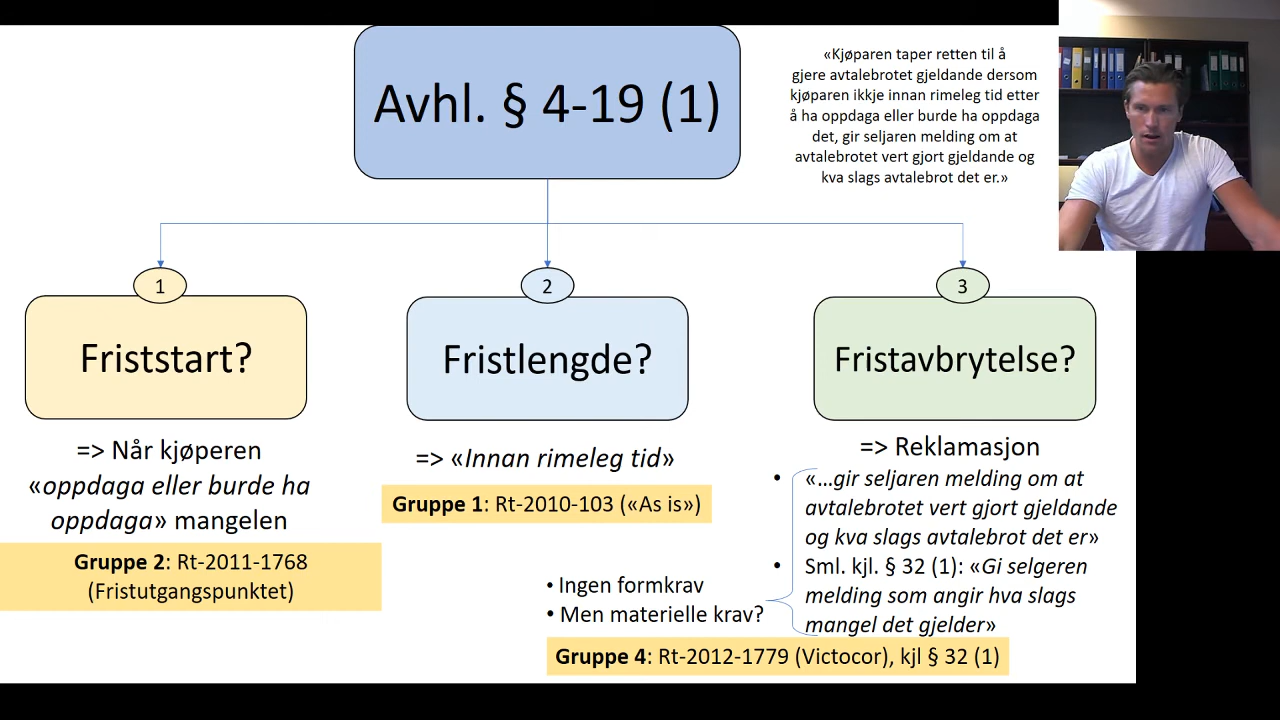 Avhl. § 4-19 (1)
«Kjøparen taper retten til å
gjere avtalebrotet gjeldande dersom
kjøparen ikkje innan rimeleg tid etter
å ha oppdaga eller burde ha oppdaga
det, gir seljaren melding om at
avtalebrotet vert gjort gjeldande og
kva slags avtalebrot det er.»
1
Friststart?
=> Når kjøperen
«oppdaga eller burde ha
oppdaga» mangelen
Gruppe 2: Rt-2011-1768
(Fristutgangspunktet)
2
Fristlengde?
=> «Innan rimeleg tid»
Gruppe 1: Rt-2010-103 («As is»)
3
Fristavbrytelse?
=> Reklamasjon
• «…gir seljaren melding om at
avtalebrotet vert gjort gjeldande
og kva slags avtalebrot det er»
• Sml. kjl. § 32 (1): «Gi selgeren
melding som angir hva slags
mangel det gjelder»
• Ingen formkrav
• Men materielle krav?
Gruppe 4: Rt-2012-1779 (Victocor), kjl § 32 (1)